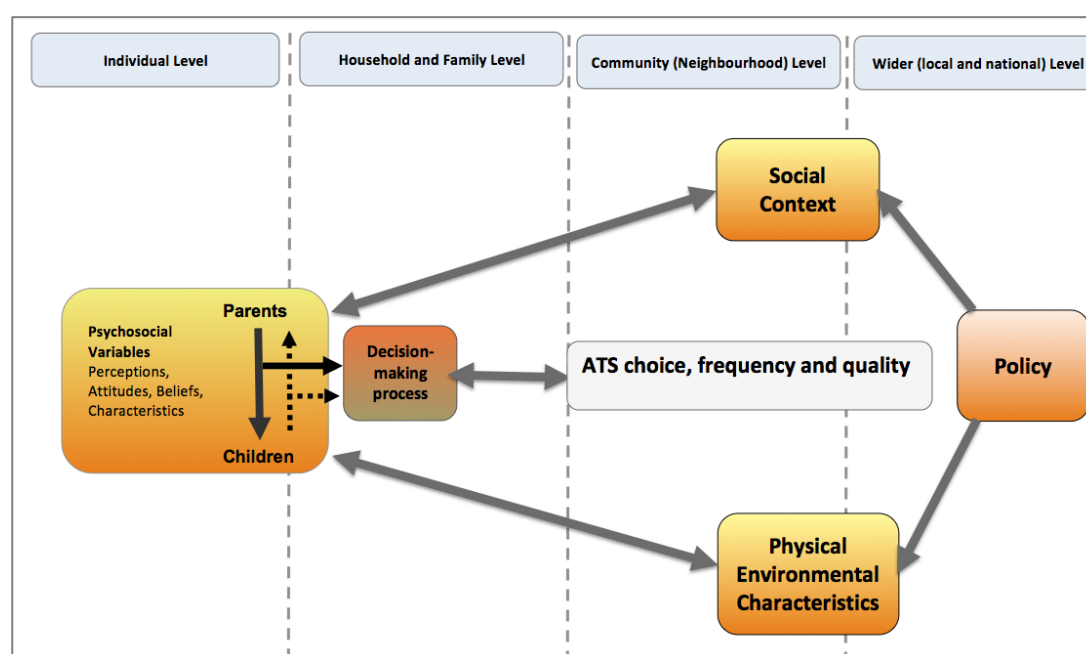 Individual Level
Household and Family Level
Community (Neighbourhood) Level
Wider (local and national) Level
Social
Context
Parents
Psychosocial
Variables
Perceptions,
Attitudes, Beliefs,
Characteristics
Children
Decision-
making
process
ATS choice, frequency and quality
Policy
Physical
Environmental
Characteristics